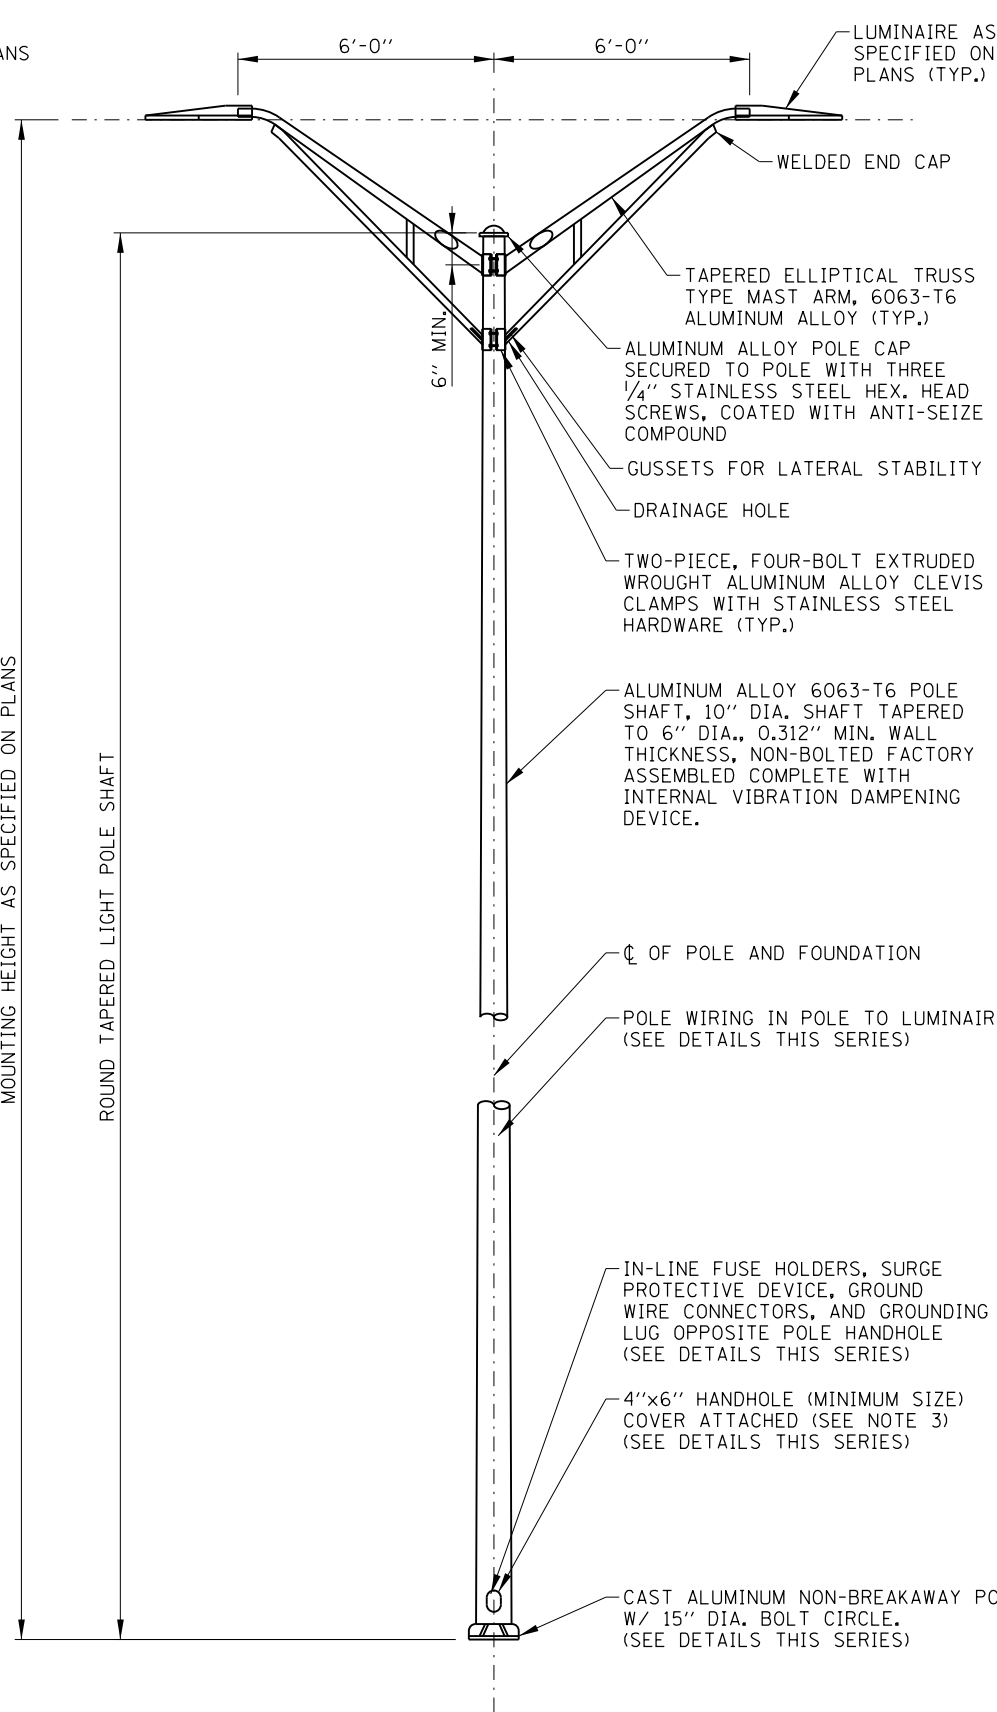 ANS
6'-0"
6'-0"
LUMINAIRE AS
SPECIFIED ON
PLANS (TYP.)
WELDED END CAP
TAPERED ELLIPTICAL TRUSS
TYPE MAST ARM, 6063-T6
ALUMINUM ALLOY (TYP.)
6" MIN.
ALUMINUM ALLOY POLE CAP
SECURED TO POLE WITH THREE
1/4" STAINLESS STEEL HEX. HEAD
SCREWS, COATED WITH ANTI-SEIZE
COMPOUND
GUSSETS FOR LATERAL STABILITY
DRAINAGE HOLE
TWO-PIECE, FOUR-BOLT EXTRUDED
WROUGHT ALUMINUM ALLOY CLEVIS
CLAMPS WITH STAINLESS STEEL
HARDWARE (TYP.)
MOUNTING HEIGHT AS SPECIFIED ON PLANS
ROUND TAPERED LIGHT POLE SHAFT
ALUMINUM ALLOY 6063-T6 POLE
SHAFT, 10" DIA. SHAFT TAPERED
TO 6" DIA., 0.312" MIN. WALL
THICKNESS, NON-BOLTED FACTORY
ASSEMBLED COMPLETE WITH
INTERNAL VIBRATION DAMPENING
DEVICE.
℄ OF POLE AND FOUNDATION
POLE WIRING IN POLE TO LUMINAIR
(SEE DETAILS THIS SERIES)
IN-LINE FUSE HOLDERS, SURGE
PROTECTIVE DEVICE, GROUND
WIRE CONNECTORS, AND GROUNDING
LUG OPPOSITE POLE HANDHOLE
(SEE DETAILS THIS SERIES)
4"x6" HANDHOLE (MINIMUM SIZE)
COVER ATTACHED (SEE NOTE 3)
(SEE DETAILS THIS SERIES)
CAST ALUMINUM NON-BREAKAWAY PO
W/ 15" DIA. BOLT CIRCLE.
(SEE DETAILS THIS SERIES)